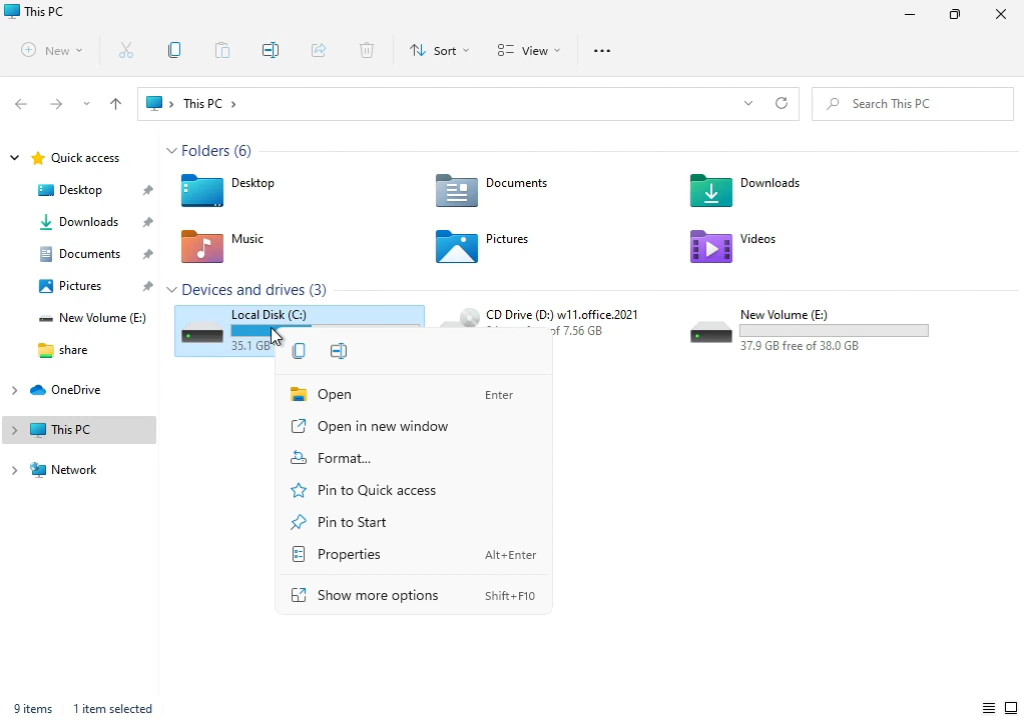 This PC
New
Sort
View
This PC
Search This PC
Quick access
Desktop
Downloads
Documents
Pictures
New Volume (E:)
share
OneDrive
This PC
Network
Folders (6)
Desktop
Documents
Downloads
Music
Pictures
Videos
Devices and drives (3)
Local Disk (C:)
35.1 GB
CD Drive (D:) w11.office.2021
of 7.56 GB
New Volume (E:)
37.9 GB free of 38.0 GB
Open Enter
Open in new window
Format...
Pin to Quick access
Pin to Start
Properties Alt+Enter
Show more options Shift+F10
9 items 1 item selected